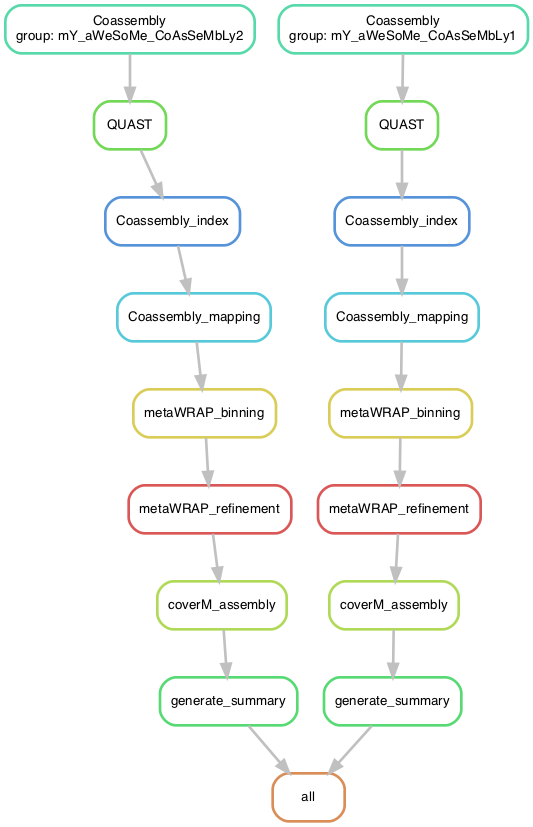 Coassembly
group: mY_aWeSoMe_CoAsSeMbLy2
Coassembly
group: mY_aWeSoMe_CoAsSeMbLy1
QUAST
QUAST
Coassembly_index
Coassembly_index
Coassembly_mapping
Coassembly_mapping
metaWRAP_binning
metaWRAP_binning
metaWRAP_refinement
metaWRAP_refinement
coverM_assembly
coverM_assembly
generate_summary
generate_summary
all